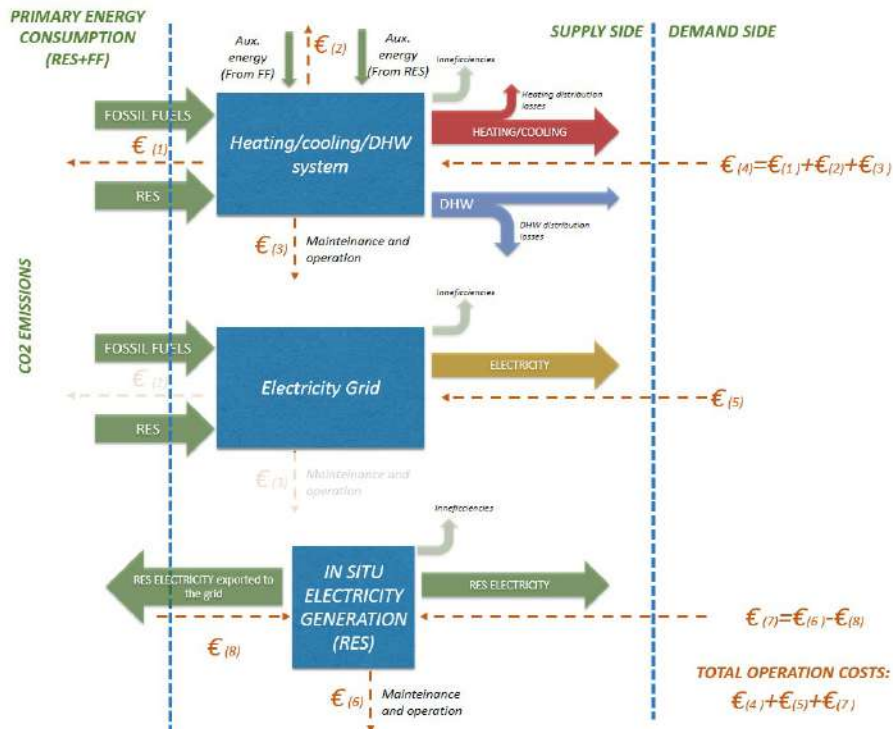 PRIMARY ENERGY
CONSUMPTION
(RES+FF)
SUPPLY SIDE
DEMAND SIDE
CO2 EMISSIONS
Aux.
energy
(From FF)
€(2)
Aux.
energy
(From RES)
Inneficiencies
FOSSIL FUELS
€(1)
RES
Heating/cooling/DHW
system
Heating distribution
losses
HEATING/COOLING
€(4)=€(1)+€(2)+€(3)
DHW
DHW distribution
losses
€(3)
Mainteinance and
operation
Inneficiencies
FOSSIL FUELS
RES
Electricity Grid
ELECTRICITY
€(5)
€(3)
Mainteinance and
operation
Inneficiencies
RES ELECTRICITY exported to
the grid
IN SITU
ELECTRICITY
GENERATION
(RES)
RES ELECTRICITY
€(8)
€(7)=€(6)-€(8)
€(6)
Mainteinance
and operation
TOTAL OPERATION COSTS:
€(4)+€(5)+€(7)